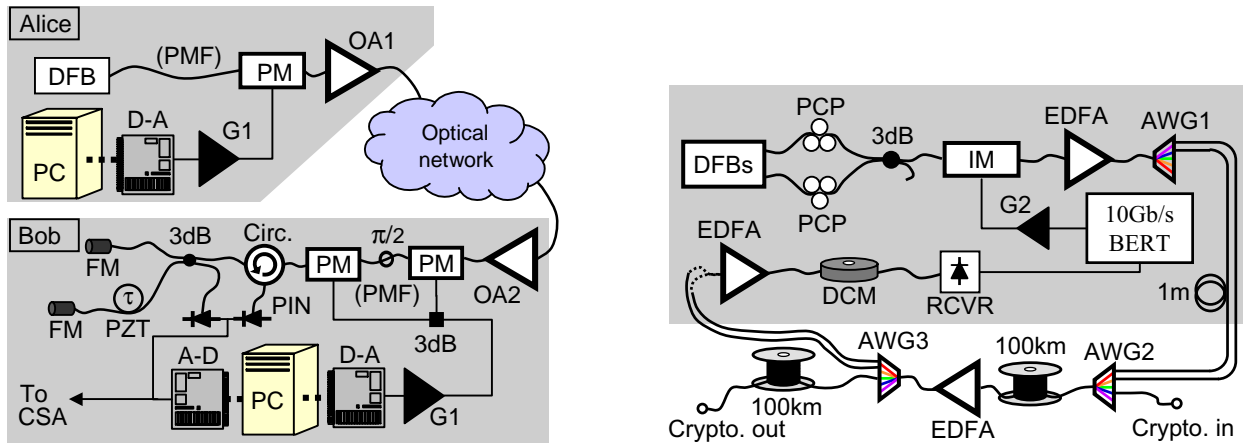 Alice
OA1
(PMF)
DFB
PM
D-A
G1
PC
Optical
network
Bob
3dB
Circ.
π/2
FM
PM
PM
OA2
τ
(PMF)
FM
PZT
PIN
3dB
A-D
D-A
To
CSA
PC
G1
PCP
3dB
EDFA
AWG1
DFBs
IM
PCP
G2
10Gb/s
BERT
EDFA
DCM
RCVR
1m
AWG3
100km
AWG2
100km
Crypto. out
EDFA
Crypto. in